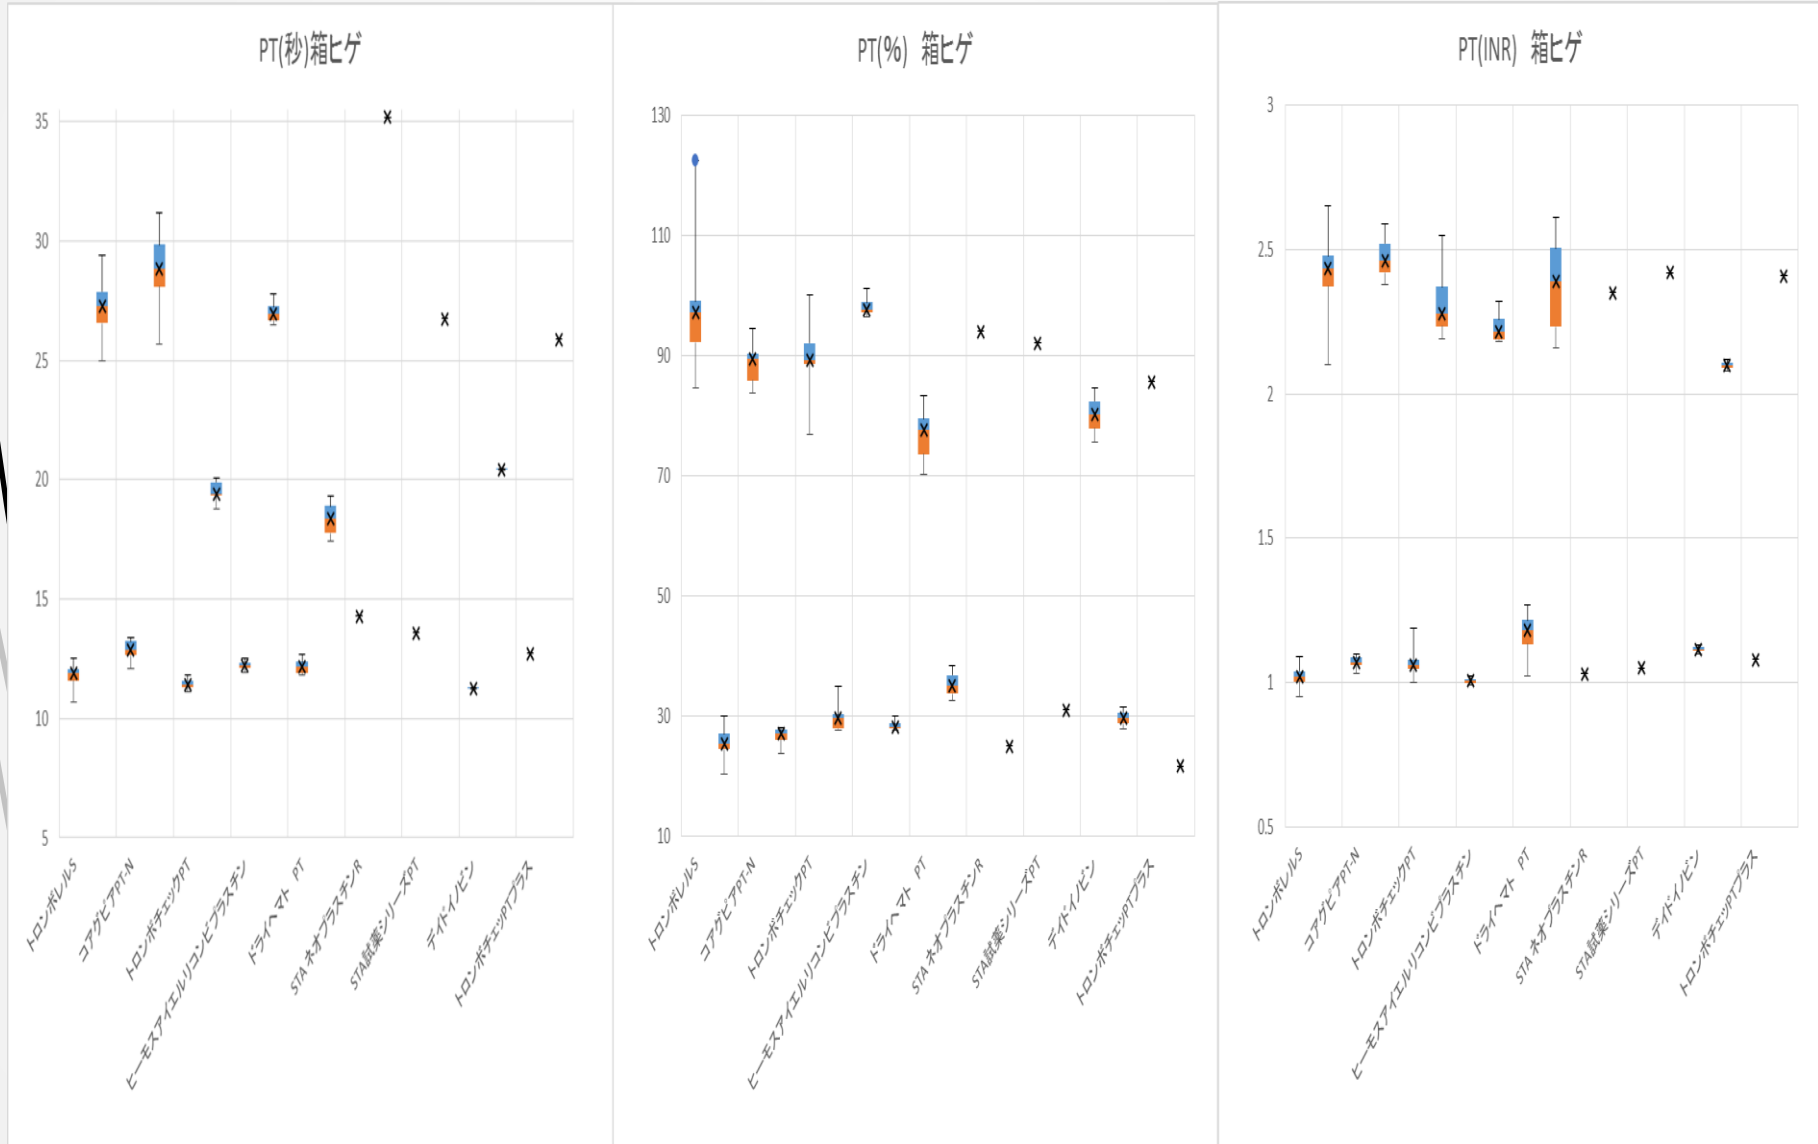 PT(秒)箱ヒゲ
35
30
25
20
15
10
5
トロンボレルS
コアグピアPT-N
トロンボチェックPT
ヒーモスアイエルリコンビプラスチン
ドライヘマト PT
STA ネオプラスチンR
STA試薬シリーズPT
デイドイノビン
トロンボチェッPTプラス
PT(%) 箱ヒゲ
130
110
90
70
50
30
10
トロンボレルS
コアグピアPT-N
トロンボチェックPT
ヒーモスアイエルリコンビプラスチン
ドライヘマト PT
STA ネオプラスチンR
STA試薬シリーズPT
デイドイノビン
トロンボチェッPTプラス
PT(INR) 箱ヒゲ
3
2.5
2
1.5
1
0.5
トロンボレルS
コアグピアPT-N
トロンボチェックPT
ヒーモスアイエルリコンビプラスチン
ドライヘマト PT
STA ネオプラスチンR
STA試薬シリーズPT
デイドイノビン
トロンボチェッPTプラス